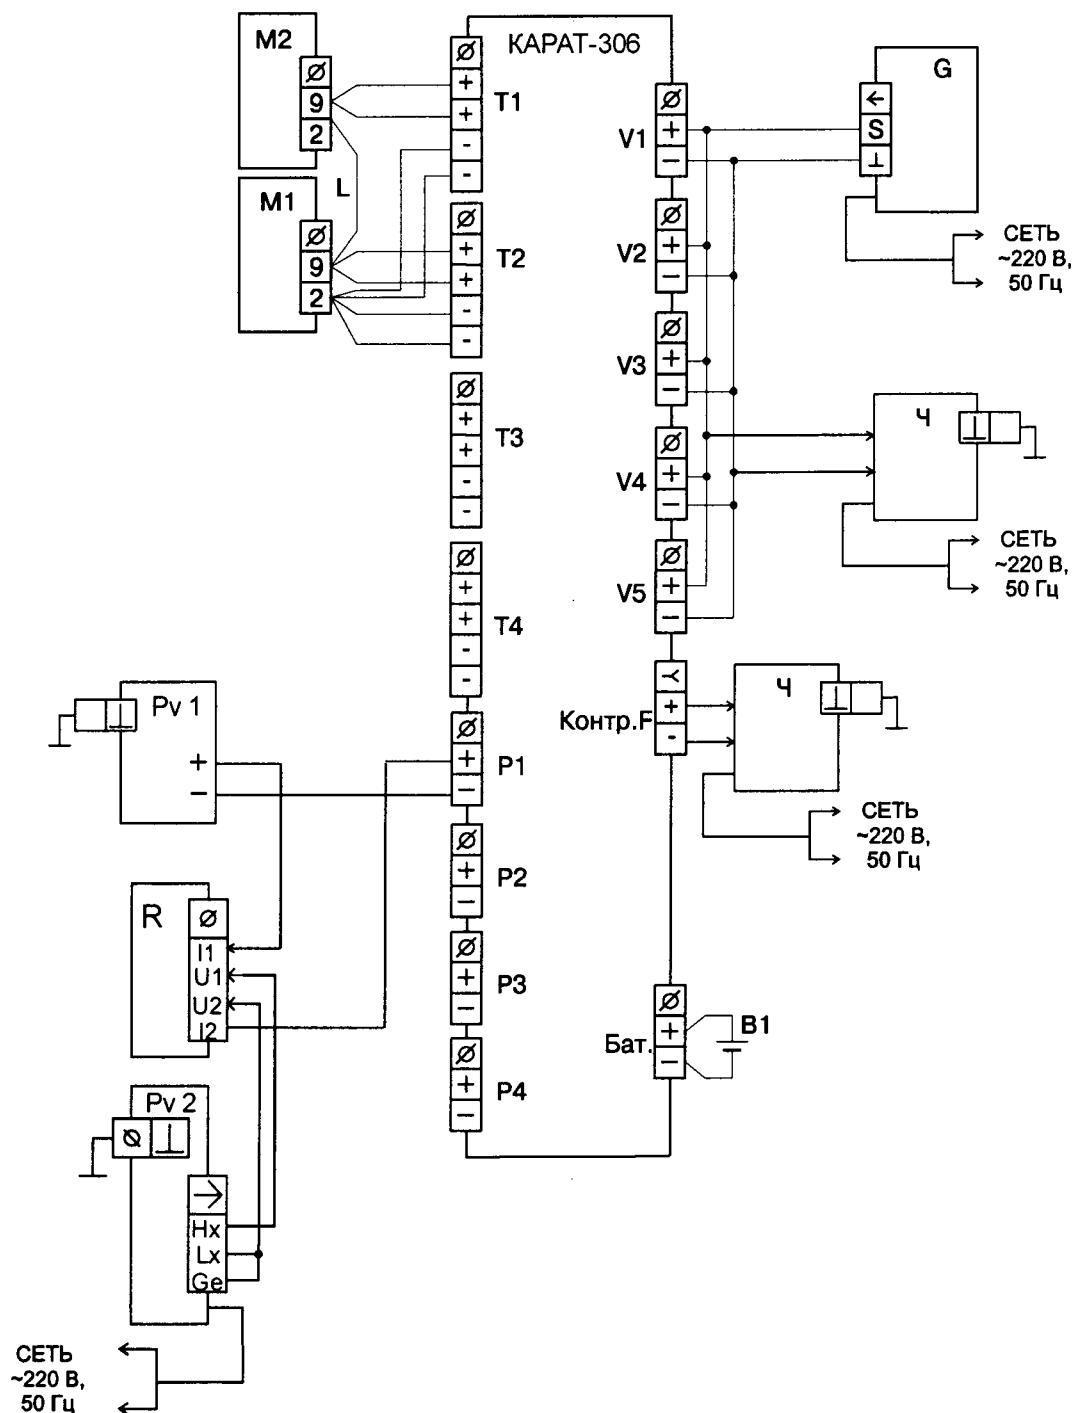 M2
Ø
9
2
M1
Ø
9
2
L
КАРАТ-306
Ø
+
+
-
-
T1
Ø
+
+
-
-
T2
Ø
+
+
-
-
T3
Ø
+
+
-
-
T4
Ø
+
−
P1
Ø
+
−
P2
Ø
+
−
P3
Ø
+
−
P4
V1
Ø
+
−
V2
Ø
+
−
V3
Ø
+
−
V4
Ø
+
−
V5
Ø
+
−
Контр.F
Y
+
-
Бат.
Ø
+
−
B1
G
←
S
⊥
СЕТЬ
~220 В,
50 Гц
Ч
⊥
СЕТЬ
~220 В,
50 Гц
Ч
⊥
СЕТЬ
~220 В,
50 Гц
Pv 1
⊥
+
−
R
Ø
I1
U1
U2
I2
Pv 2
Ø
⊥
→
Hx
Lx
Ge
СЕТЬ
~220 В,
50 Гц